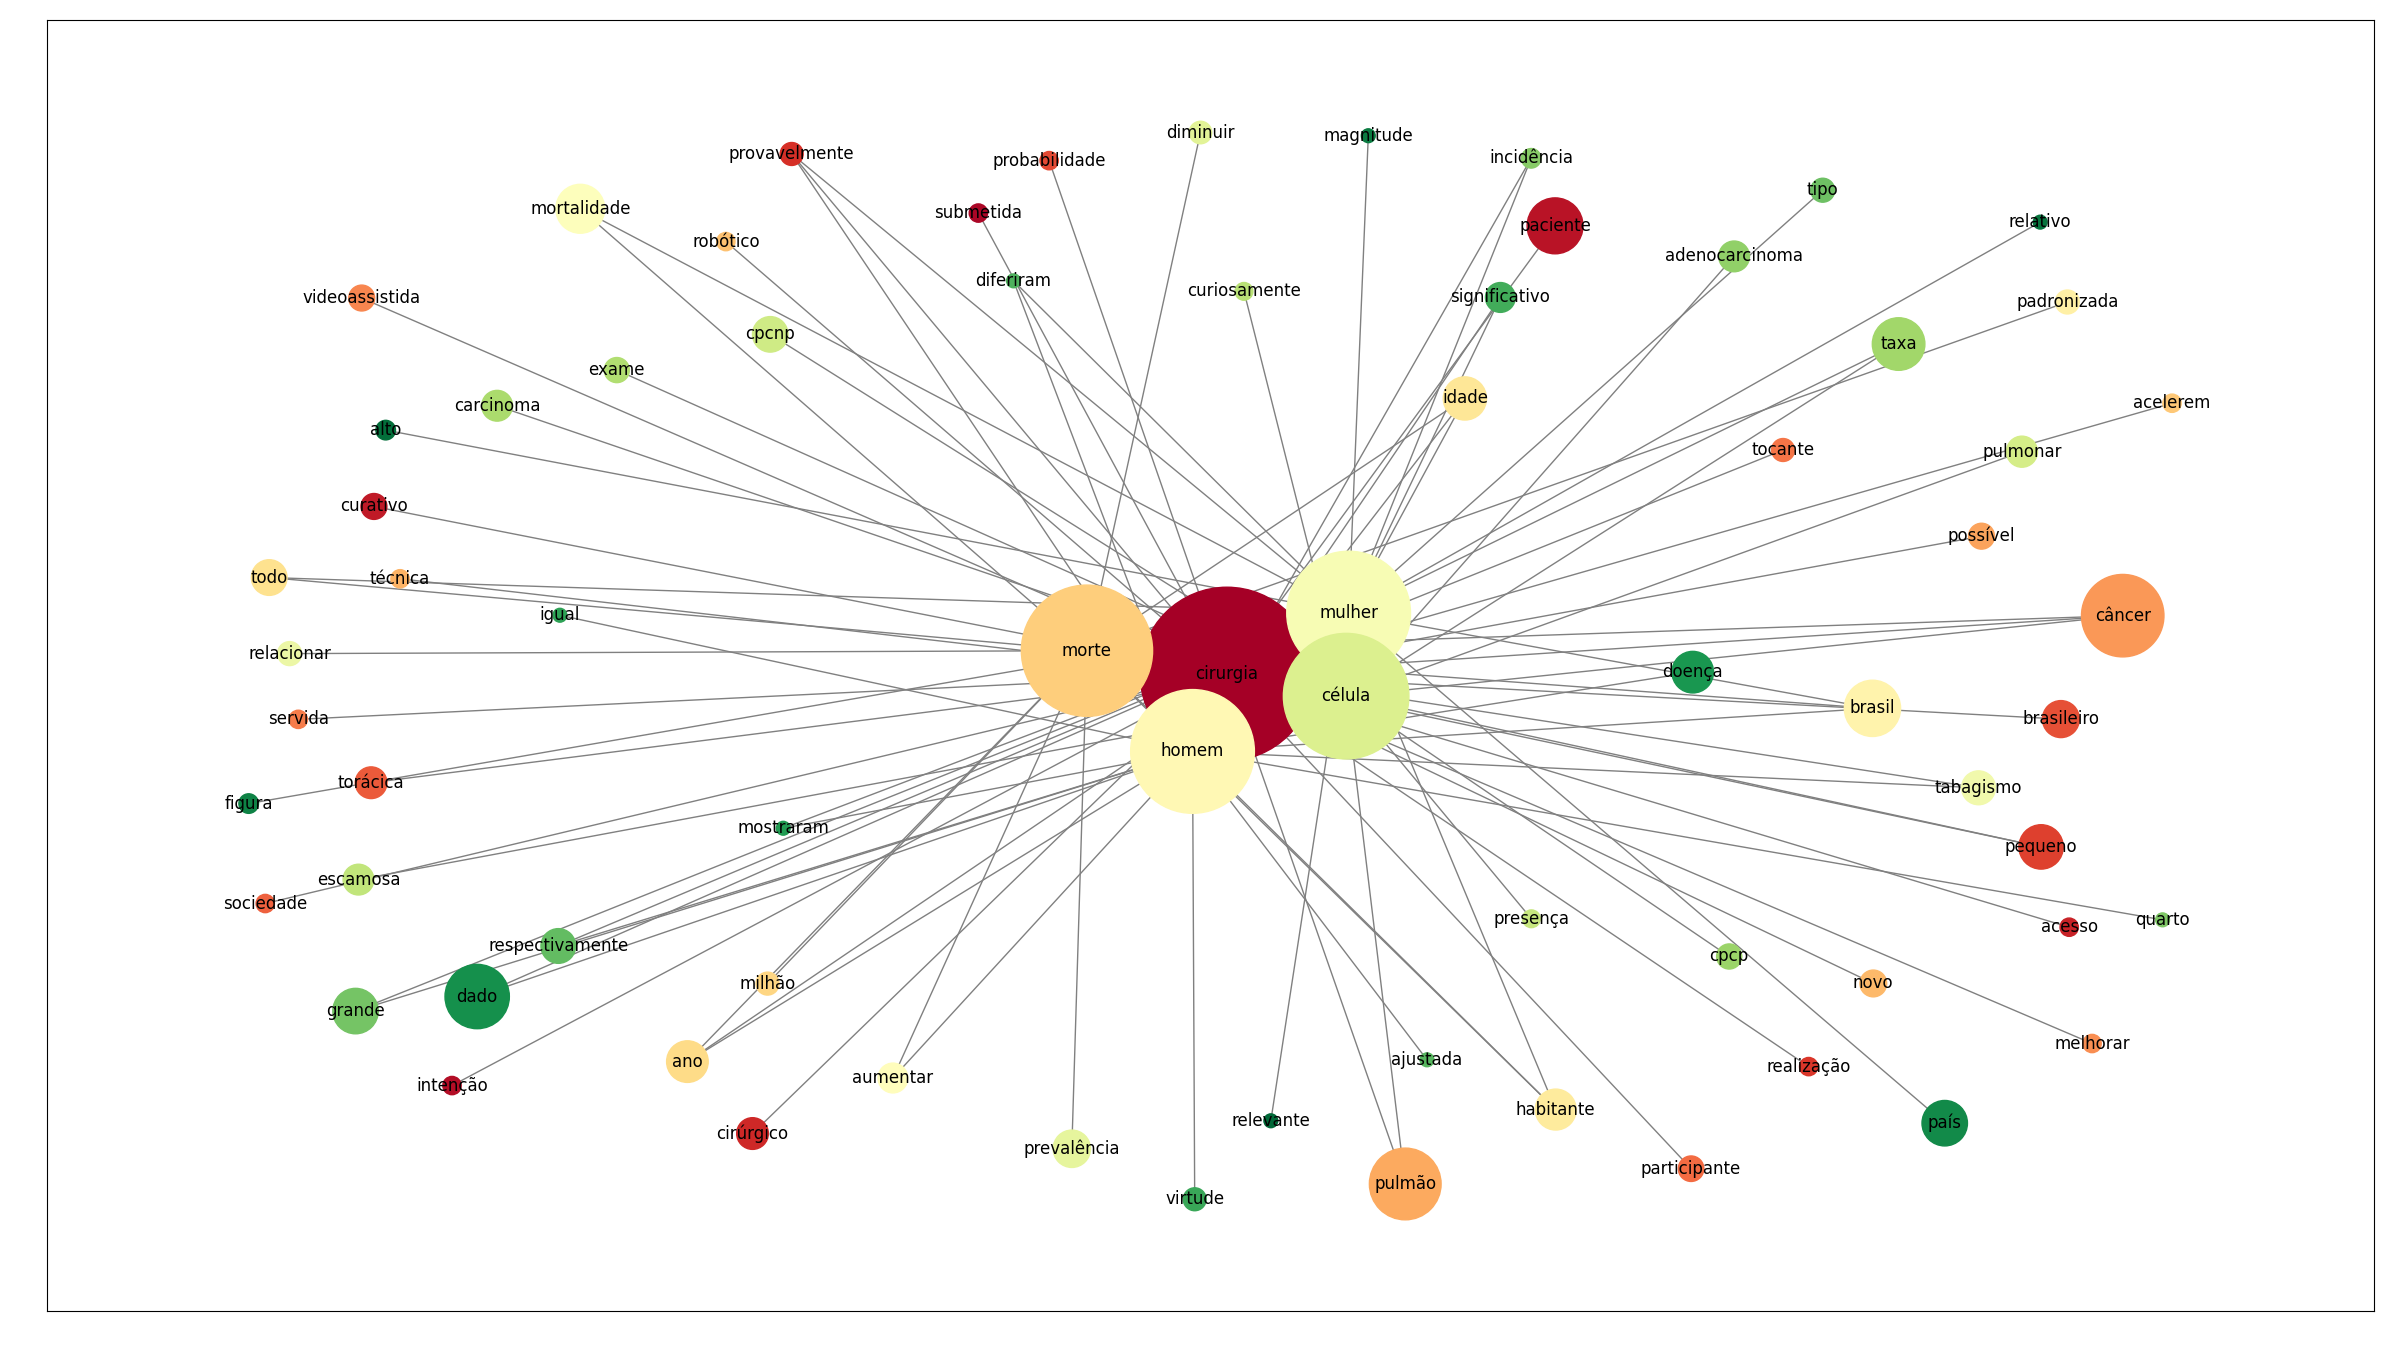 diminuir
magnitude
provavelmente
probabilidade
incidência
tipo
mortalidade
submetida
paciente
relativo
robótico
adenocarcinoma
diferiram
curiosamente
videoassistida
significativo
padronizada
cpcnp
taxa
exame
idade
carcinoma
acelerem
alto
tocante
pulmonar
curativo
possível
todo
técnica
igual
mulher
câncer
relacionar
morte
cirurgia
doença
célula
servida
brasil
brasileiro
homem
torácica
tabagismo
figura
mostraram
pequeno
escamosa
sociedade
presença
quarto
acesso
respectivamente
cpcp
milhão
novo
dado
grande
melhorar
ano
ajustada
realização
aumentar
intenção
habitante
relevante
país
cirúrgico
prevalência
participante
pulmão
virtude